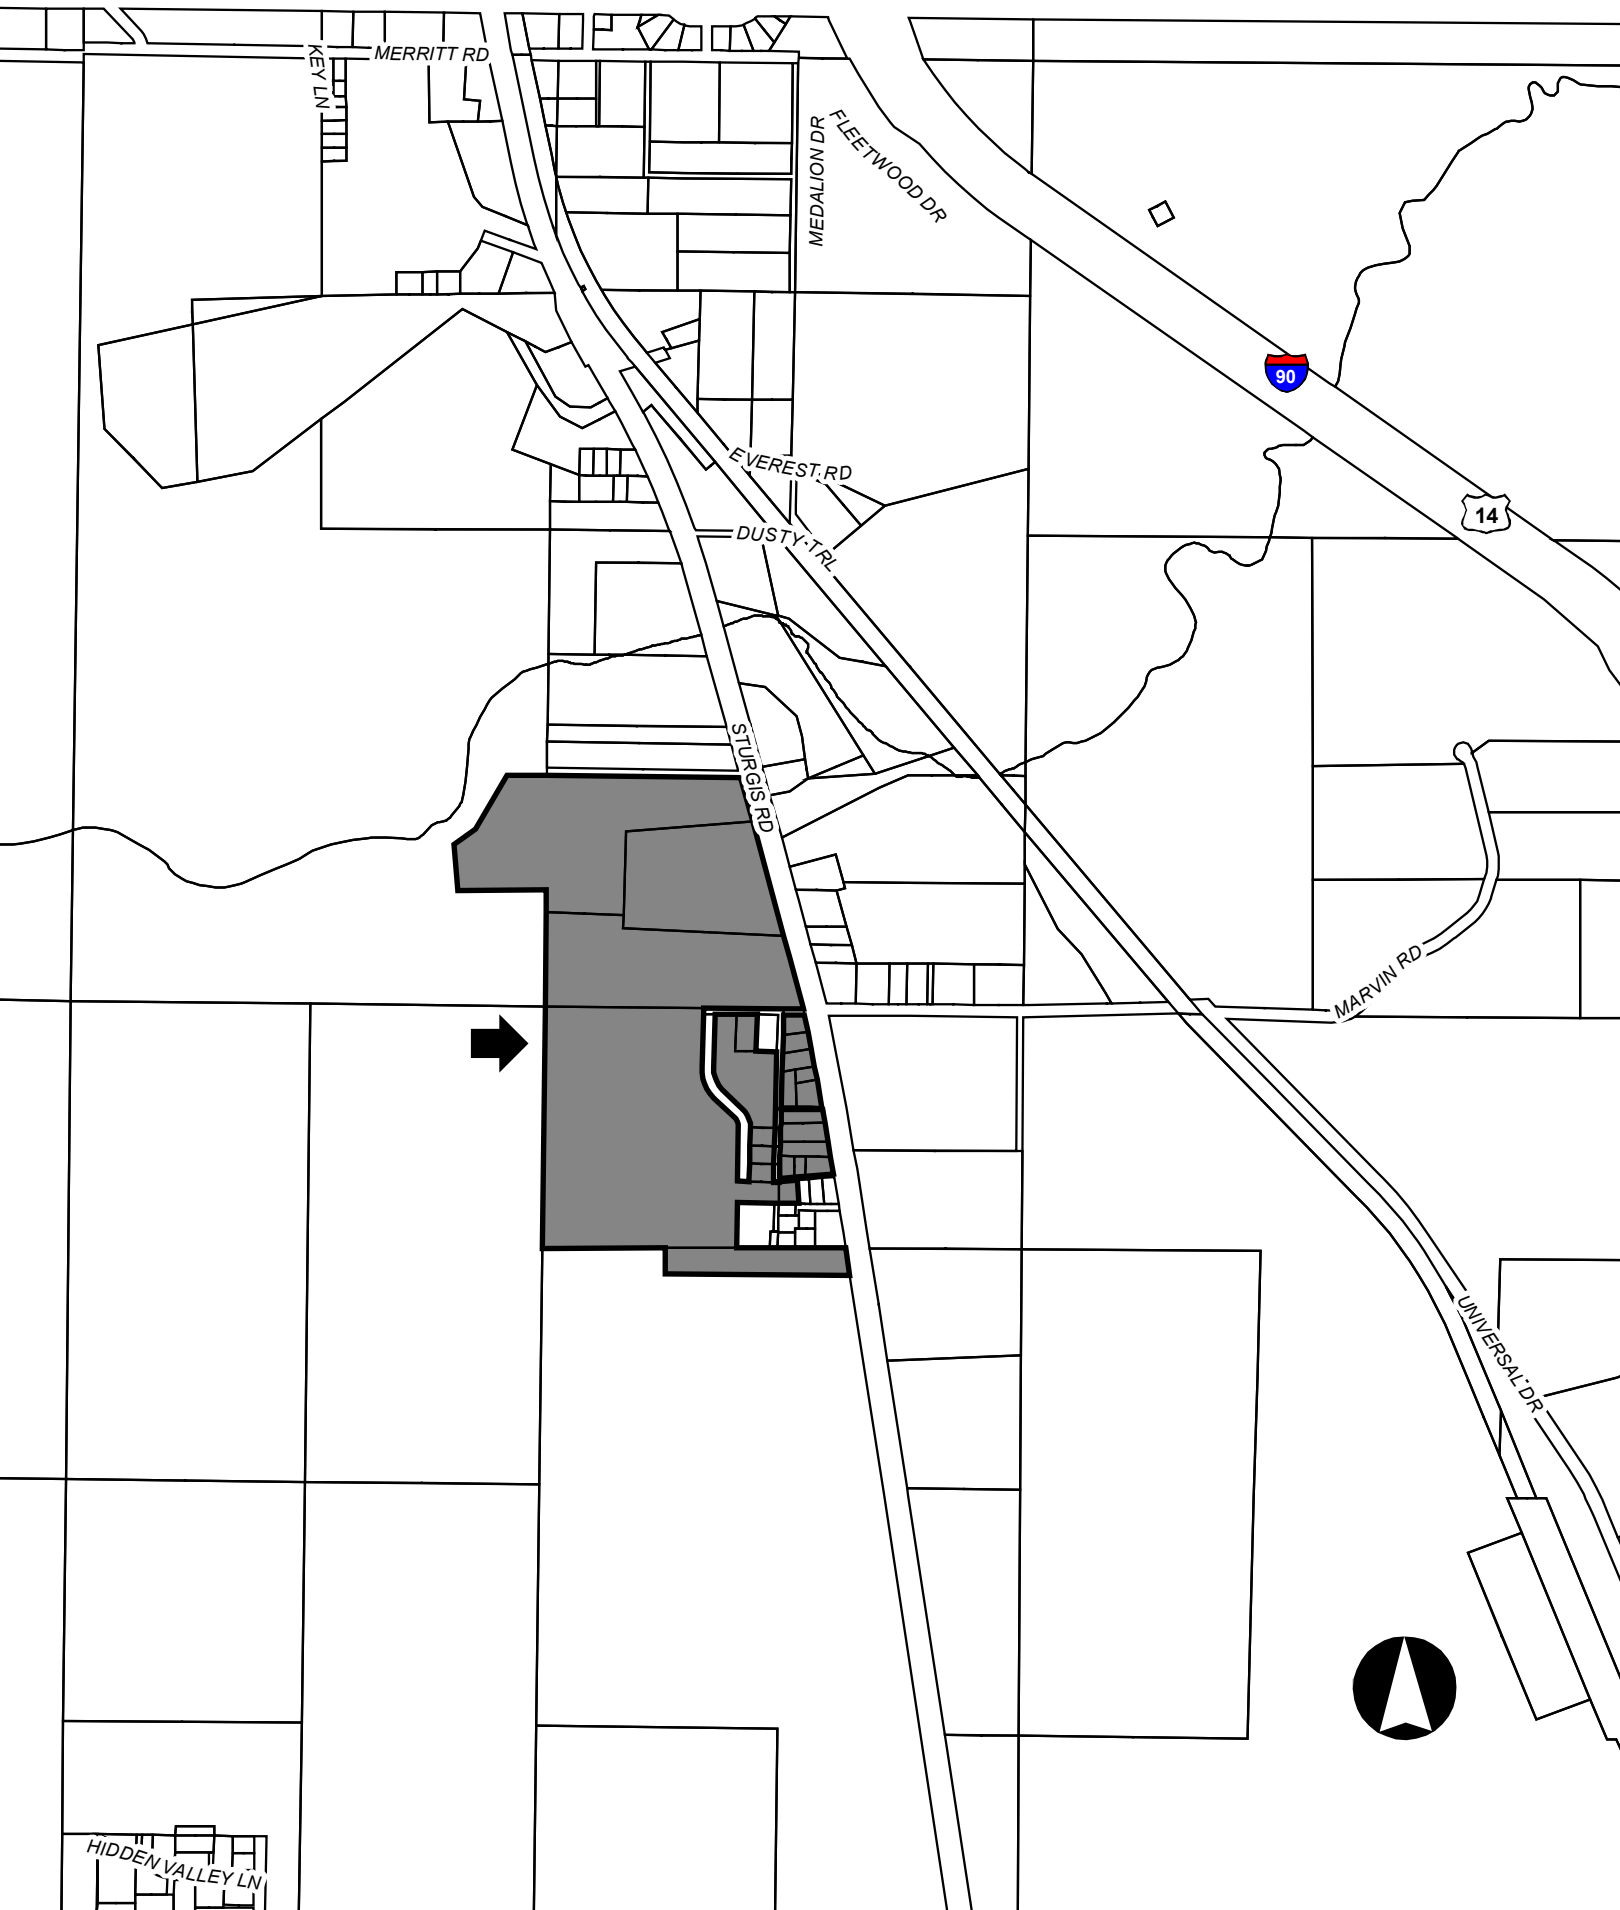 MERRITT RD
KEY LN
MEDALION DR
FLEETWOOD DR
90
EVEREST RD
14
DUSTY TRL
STURGIS RD
MARVIN RD
UNIVERSAL DR
HIDDEN VALLEY LN